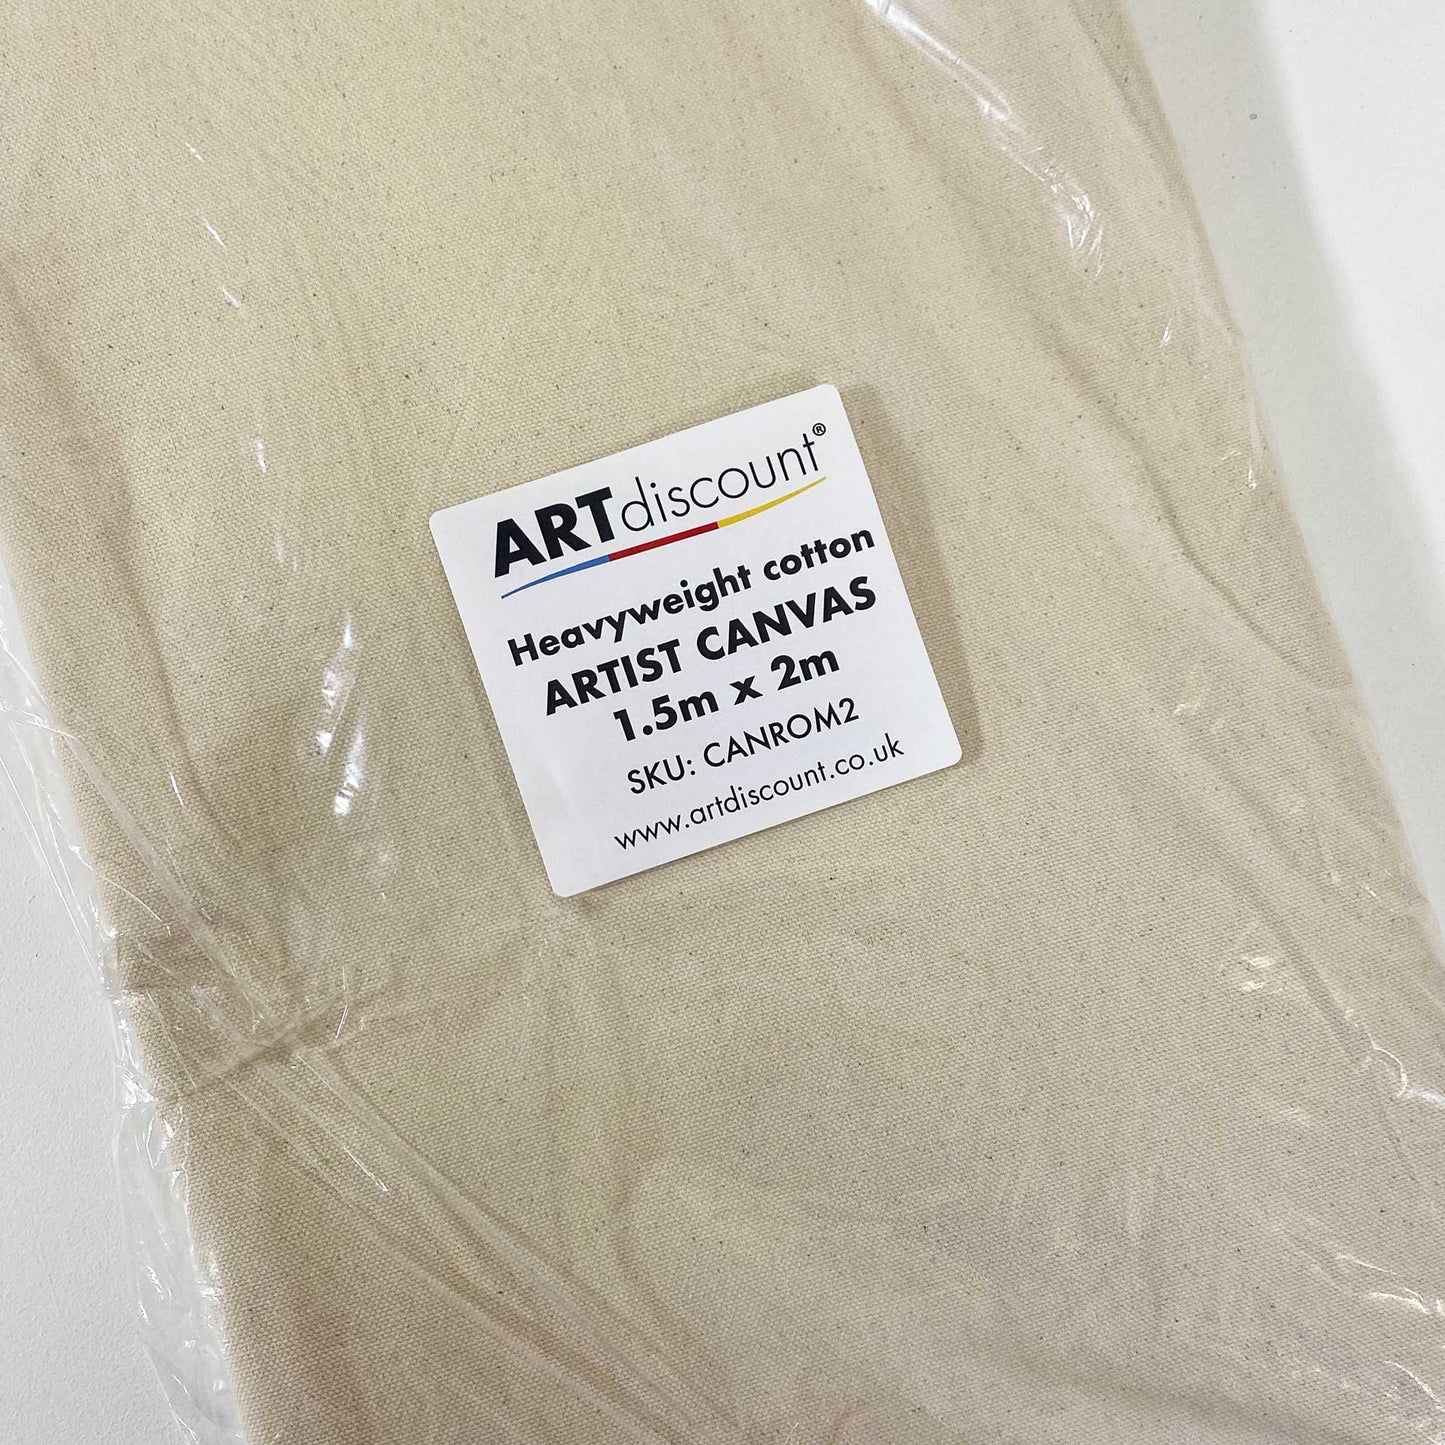 ARTdiscount®
Heavyweight cotton
ARTIST CANVAS
1.5m x 2m
SKU: CANROM2
www.artdiscount.co.uk